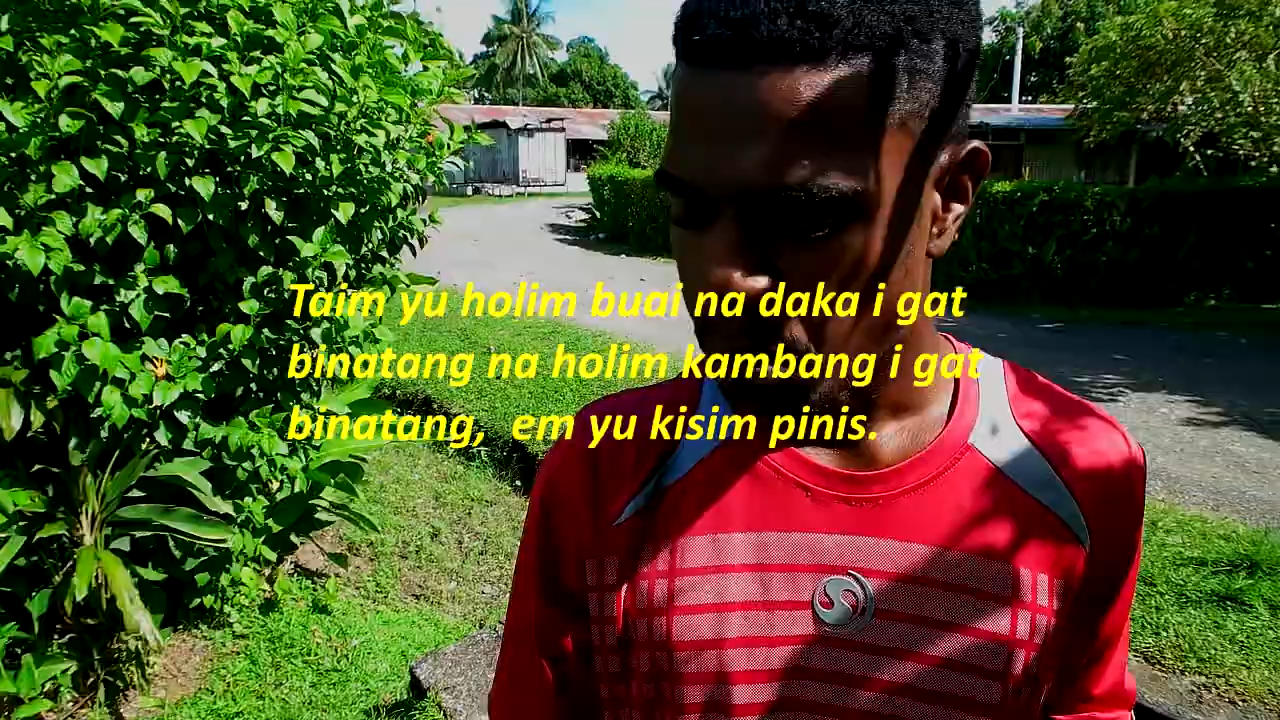 Taim yu holim buai na daka i gat
binatang na holim kambang i gat
binatang,  em yu kisim pinis.